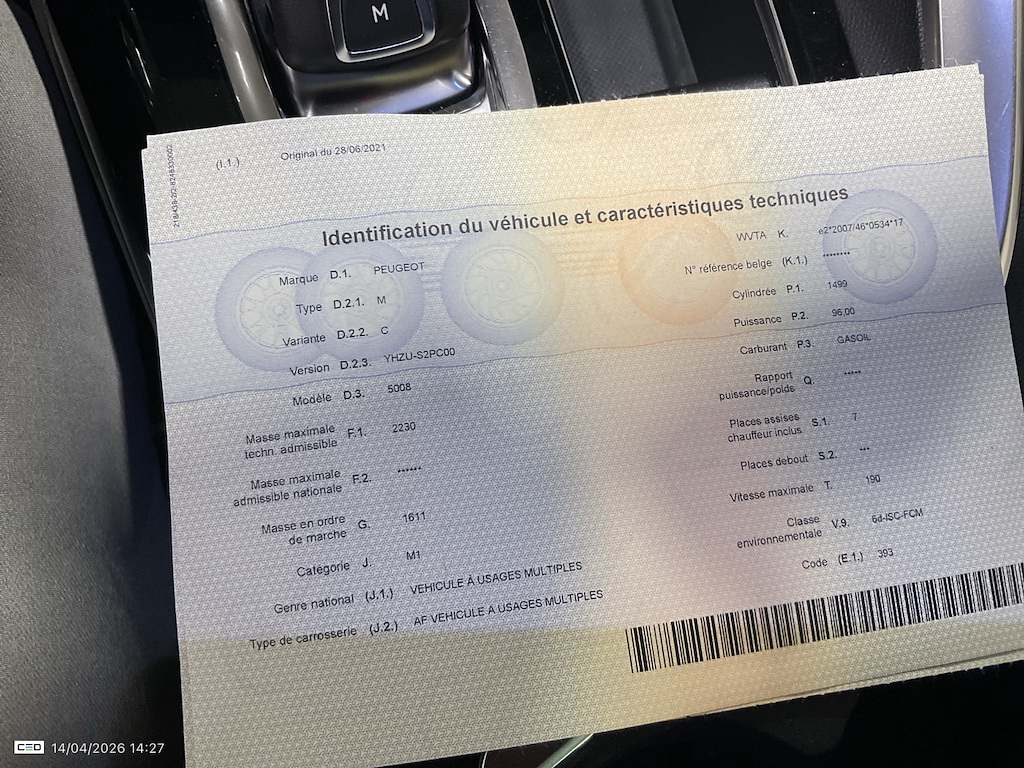 M
218/438-2/2-8248330002
(I.1.) Original du 28/06/2021
Identification du véhicule et caractéristiques techniques
Marque D.1. PEUGEOT
Type D.2.1. M
Variante D.2.2. C
Version D.2.3. YHZU-S2PC00
Modèle D.3. 5008
Masse maximale
techn. admissible F.1. 2230
Masse maximale
admissible nationale F.2. ******
Masse en ordre
de marche G. 1611
Catégorie J. M1
Genre national (J.1.) VEHICULE À USAGES MULTIPLES
Type de carrosserie (J.2.) AF VEHICULE A USAGES MULTIPLES
WVTA K. e2*2007/46*0534*17
N° référence belge (K.1.) ********
Cylindrée P.1. 1499
Puissance P.2. 96,00
Carburant P.3. GASOIL
Rapport
puissance/poids Q. *****
Places assises
chauffeur inclus S.1. 7
Places debout S.2. ***
Vitesse maximale T. 190
Classe
environnementale V.9. 6d-ISC-FCM
Code (E.1.) 393
14/04/2026 14:27